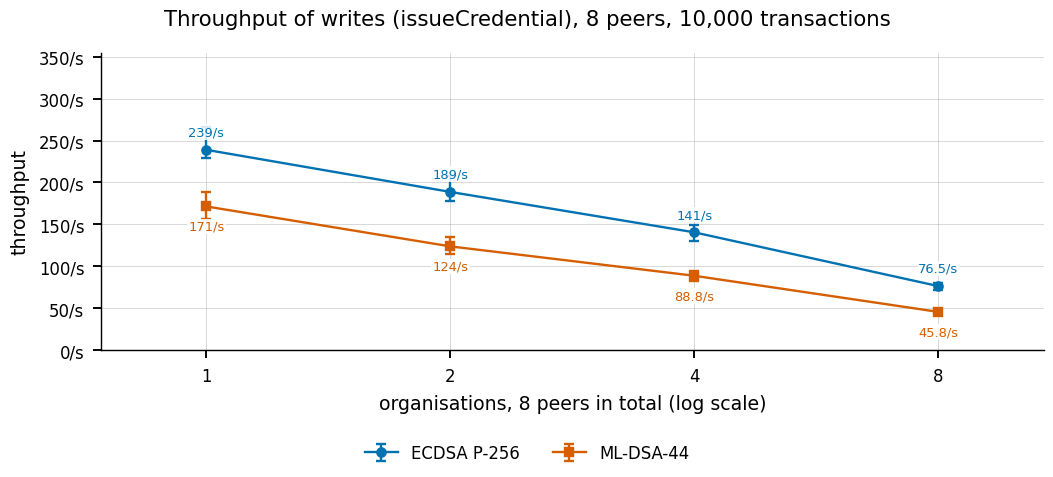 Throughput of writes (issueCredential), 8 peers, 10,000 transactions
350/s
300/s
250/s
200/s
150/s
100/s
50/s
0/s
throughput
239/s
189/s
141/s
76.5/s
171/s
124/s
88.8/s
45.8/s
1 2 4 8
organisations, 8 peers in total (log scale)
ECDSA P-256 ML-DSA-44